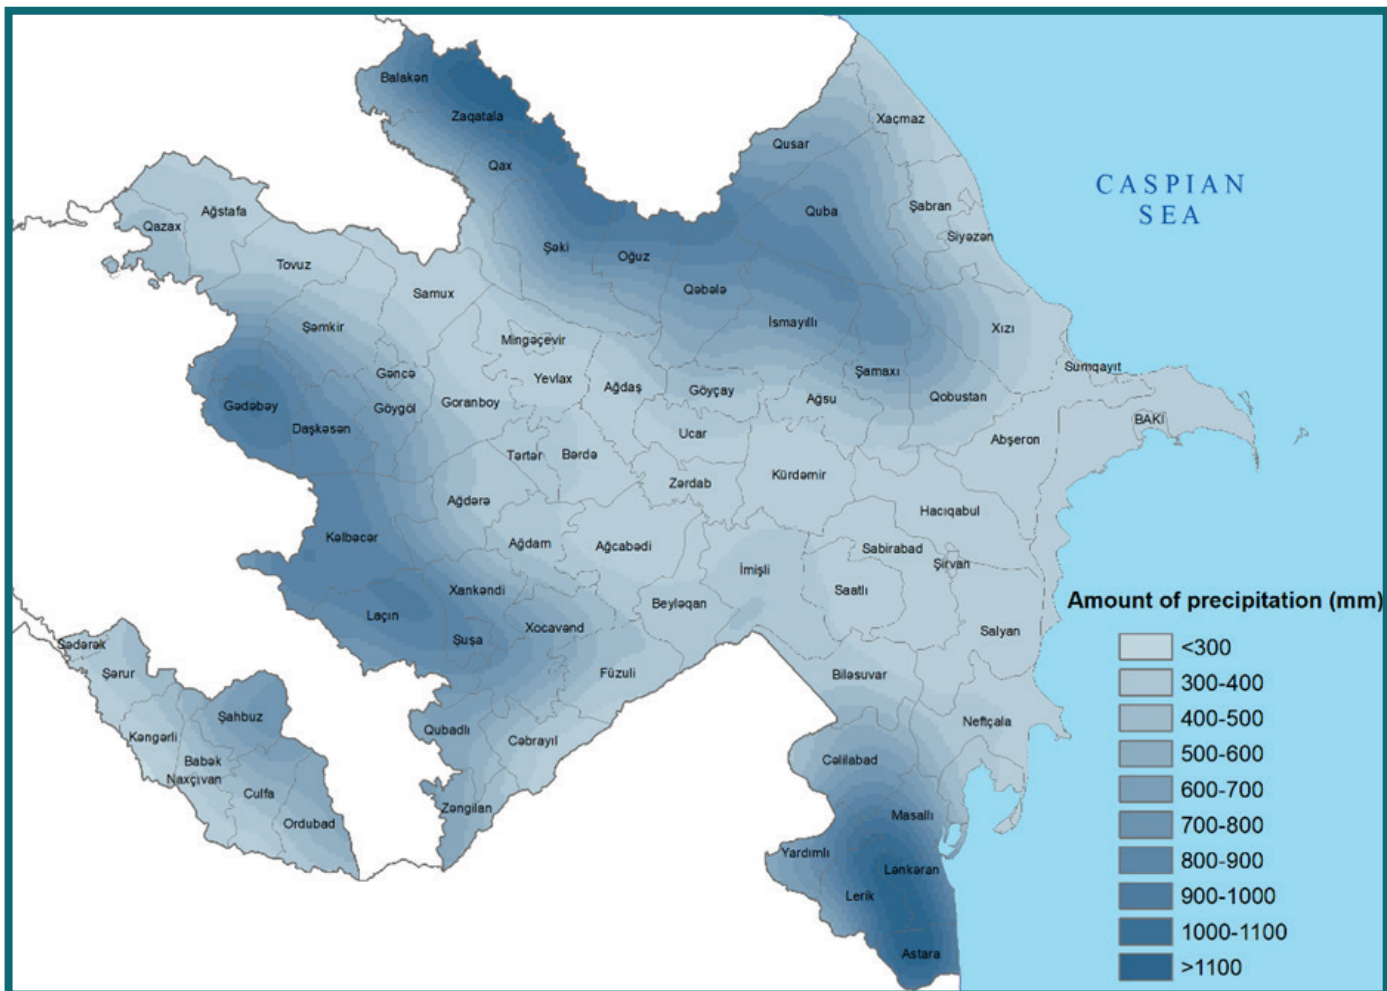 Balakən
Zaqatala
Qax
Xaçmaz
Qusar
CASPIAN
SEA
Ağstafa
Qazax
Quba
Şabran
Siyəzən
Şəki
Oğuz
Tovuz
Samux
Qəbələ
İsmayıllı
Xızı
Şəmkir
Mingəçevir
Gəncə
Yevlax
Ağdaş
Göyçay
Şamaxı
Sumqayıt
Gədəbəy
Göygöl
Goranboy
Ağsu
Qobustan
Daşkəsən
Ucar
Abşeron
BAKI
Tərtər
Bərdə
Zərdab
Kürdəmir
Ağdərə
Hacıqabul
Kəlbəcər
Ağdam
Ağcabədi
Sabirabad
Şirvan
İmişli
Saatlı
Xankəndi
Beyləqan
Laçın
Şuşa
Xocavənd
Salyan
Sədərək
Şərur
Füzuli
Biləsuvar
Şahbuz
Kəngərli
Qubadlı
Cəbrayıl
Neftçala
Babək
Naxçıvan
Culfa
Cəlilabad
Ordubad
Zəngilan
Masallı
Yardımlı
Lənkəran
Lerik
Astara
Amount of precipitation (mm)
<300
300-400
400-500
500-600
600-700
700-800
800-900
900-1000
1000-1100
>1100